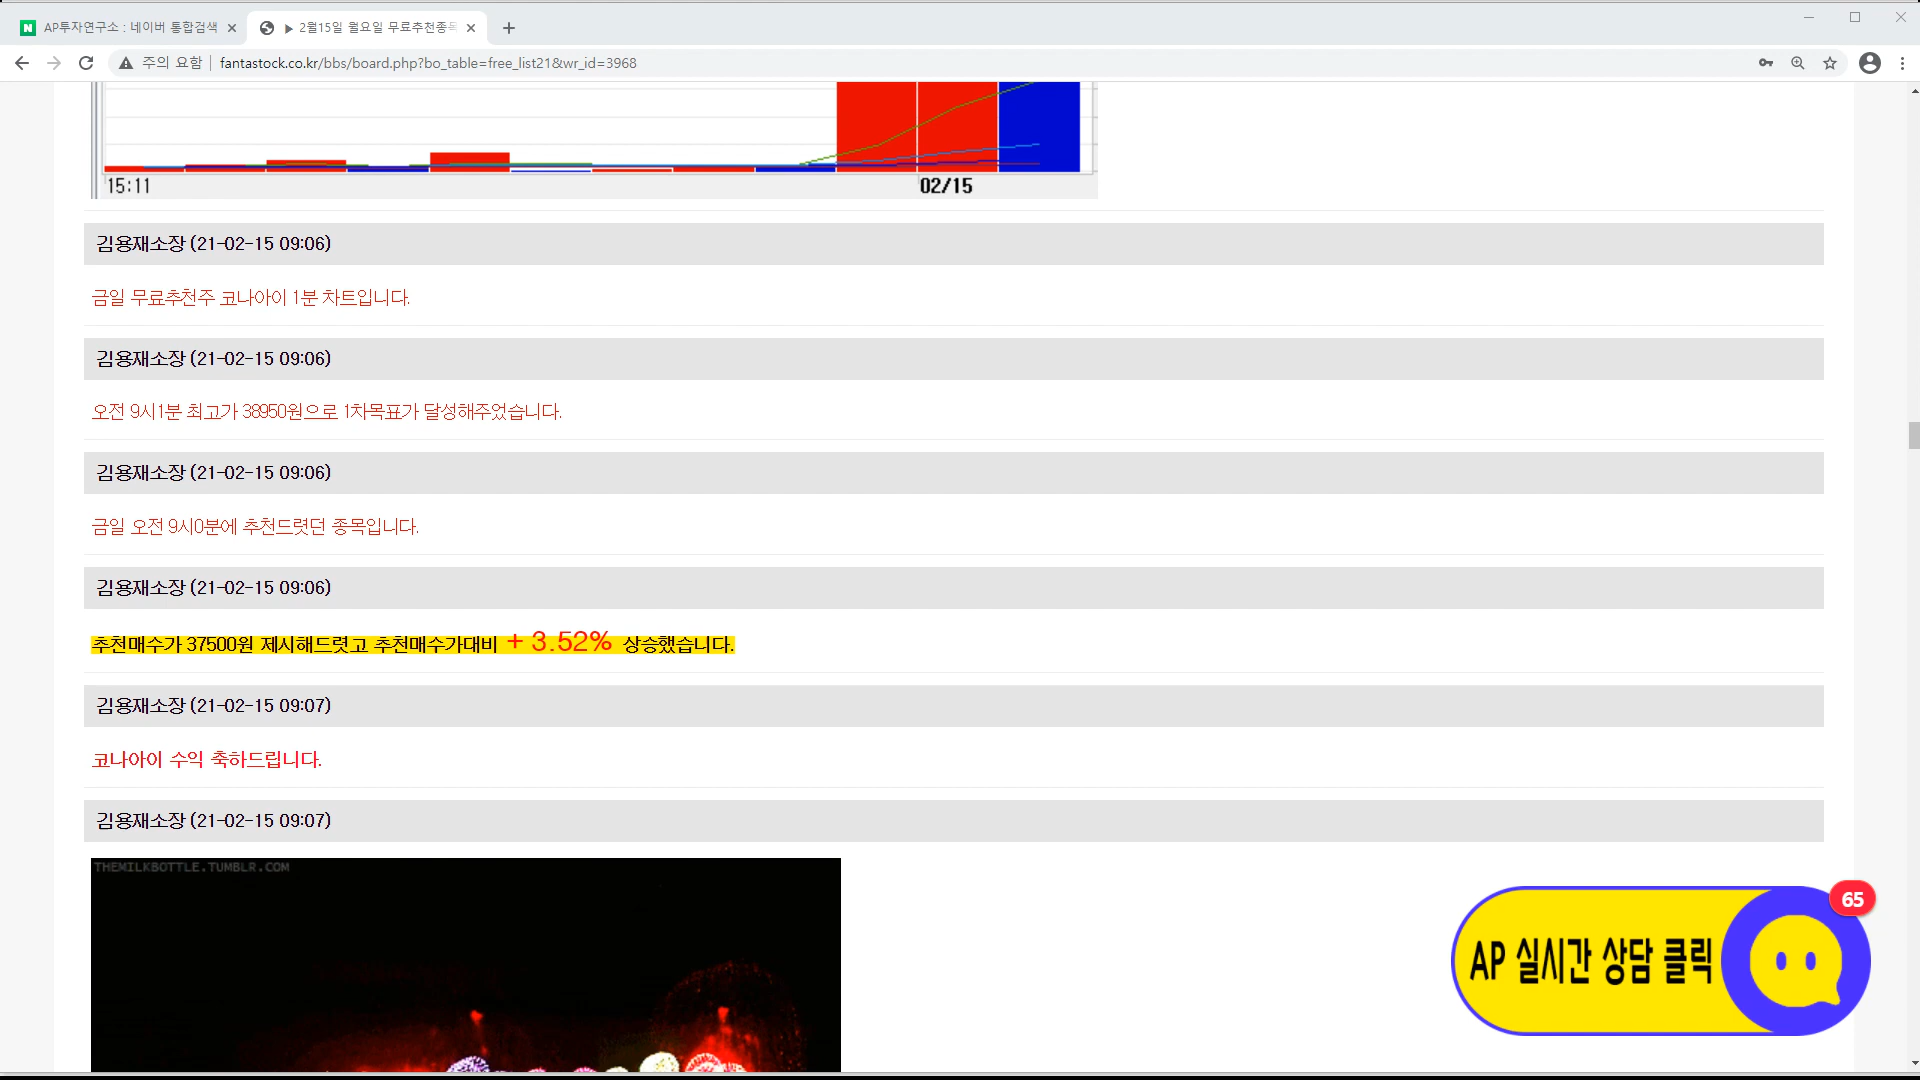 AP투자연구소 : 네이버 통합검색
▶ 2월15일 월요일 무료추천종목
주의 요함 | fantastock.co.kr/bbs/board.php?bo_table=free_list21&wr_id=3968
15:11
02/15
김용재소장 (21-02-15 09:06)
금일 무료추천주 코나아이 1분 차트입니다.
김용재소장 (21-02-15 09:06)
오전 9시1분 최고가 38950원으로 1차목표가 달성해주었습니다.
김용재소장 (21-02-15 09:06)
금일 오전 9시0분에 추천드렷던 종목입니다.
김용재소장 (21-02-15 09:06)
추천매수가 37500원 제시해드렷고 추천매수가대비 + 3.52% 상승했습니다.
김용재소장 (21-02-15 09:07)
코나아이 수익 축하드립니다.
김용재소장 (21-02-15 09:07)
THEMILKBOTTLE.TUMBLR.COM
65
AP 실시간 상담 클릭